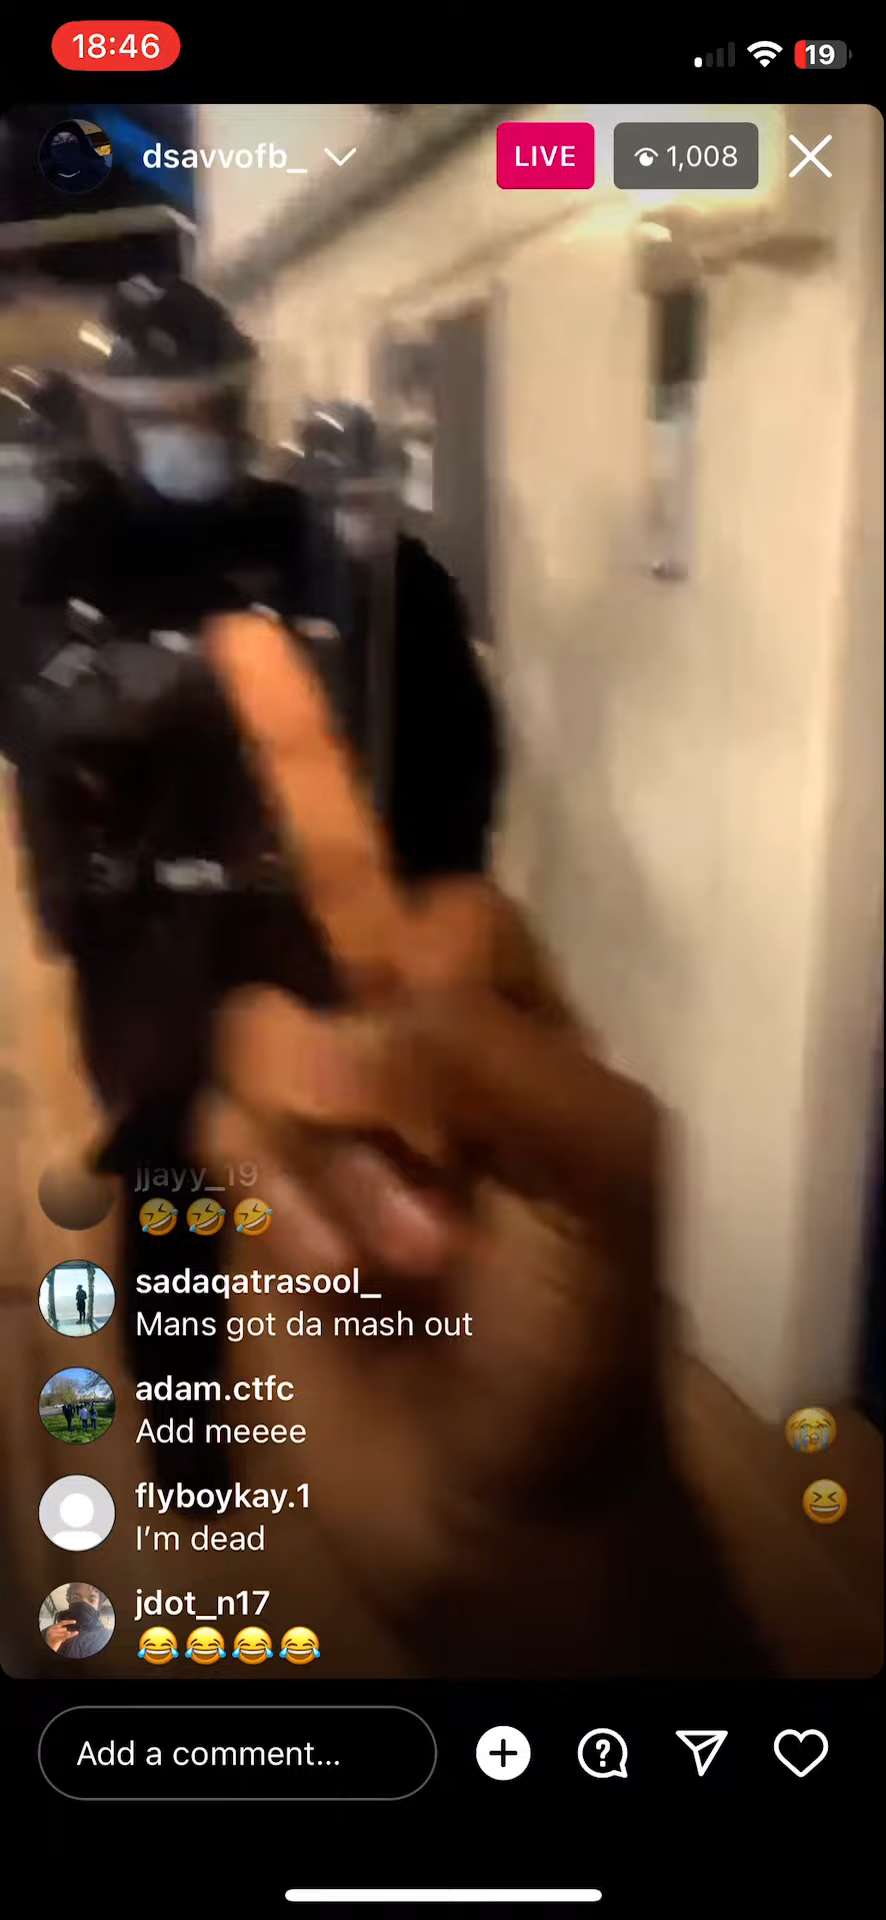 18:46
19
dsavvofb_
LIVE
1,008
jjayy_19
🤣🤣🤣
sadaqatrasool_
Mans got da mash out
adam.ctfc
Add meeee
flyboykay.1
I’m dead
jdot_n17
😂😂😂😂
Add a comment...